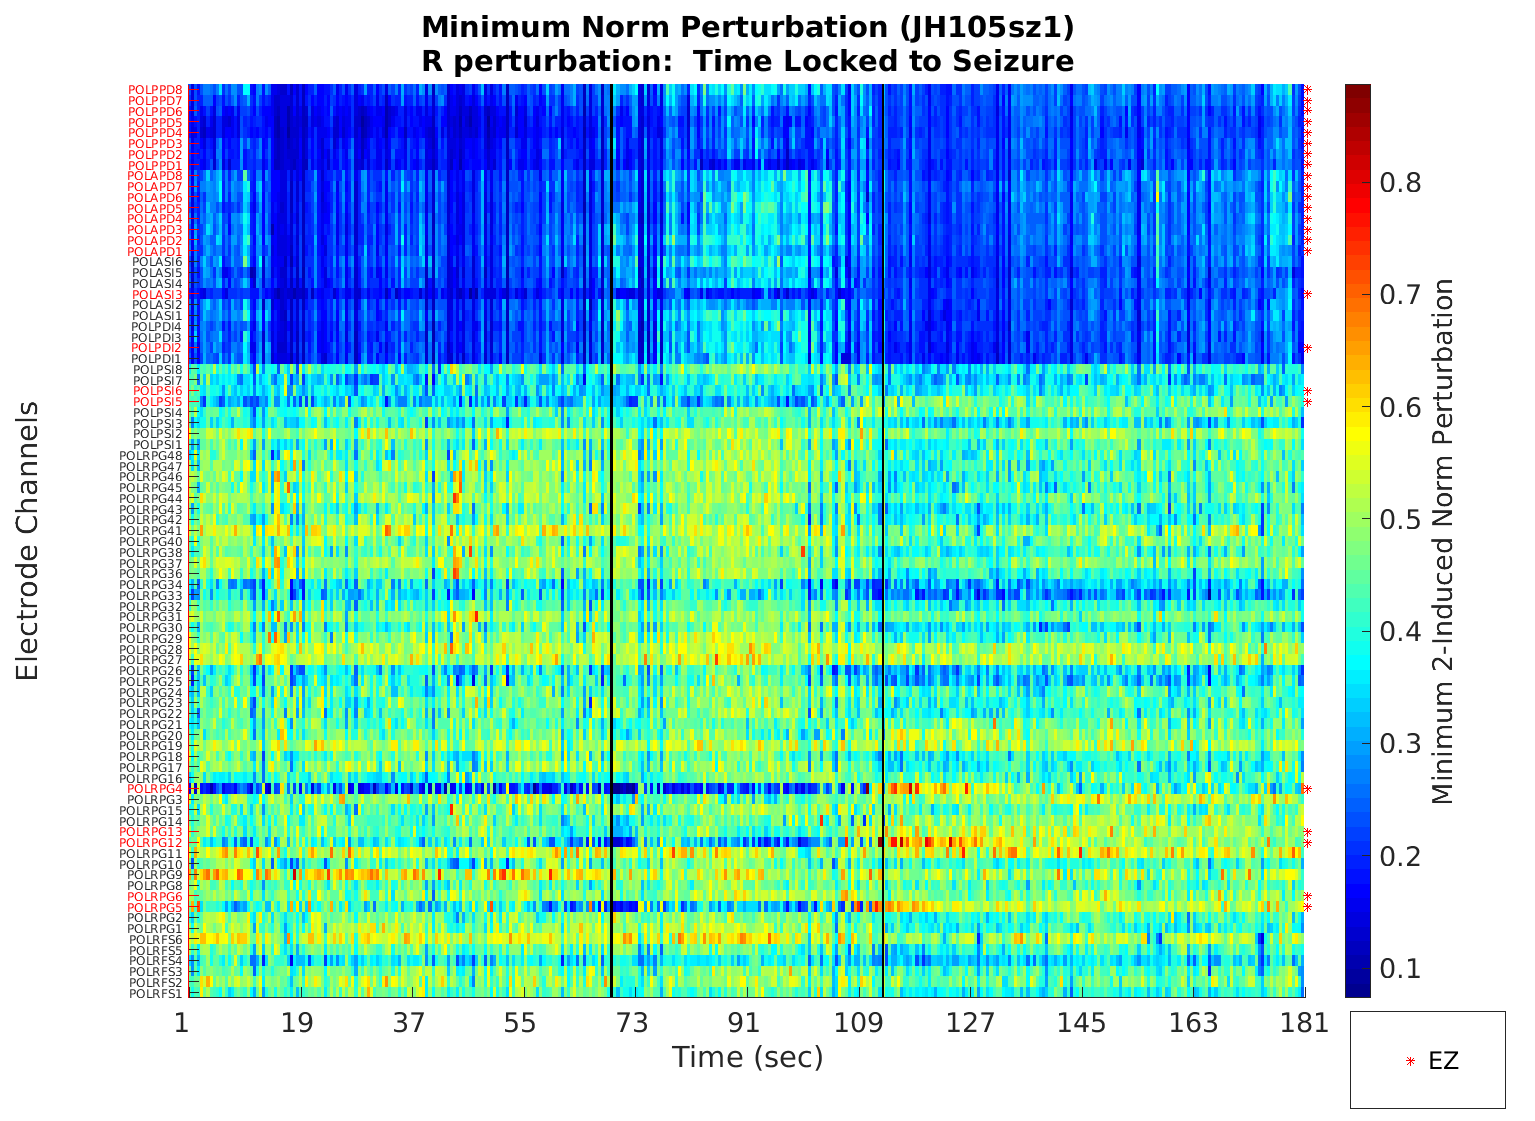 Minimum Norm Perturbation (JH105sz1)
R perturbation:  Time Locked to Seizure
Electrode Channels
POLPPD8
POLPPD7
POLPPD6
POLPPD5
POLPPD4
POLPPD3
POLPPD2
POLPPD1
POLAPD8
POLAPD7
POLAPD6
POLAPD5
POLAPD4
POLAPD3
POLAPD2
POLAPD1
POLASI6
POLASI5
POLASI4
POLASI3
POLASI2
POLASI1
POLPDI4
POLPDI3
POLPDI2
POLPDI1
POLPSI8
POLPSI7
POLPSI6
POLPSI5
POLPSI4
POLPSI3
POLPSI2
POLPSI1
POLRPG48
POLRPG47
POLRPG46
POLRPG45
POLRPG44
POLRPG43
POLRPG42
POLRPG41
POLRPG40
POLRPG38
POLRPG37
POLRPG36
POLRPG34
POLRPG33
POLRPG32
POLRPG31
POLRPG30
POLRPG29
POLRPG28
POLRPG27
POLRPG26
POLRPG25
POLRPG24
POLRPG23
POLRPG22
POLRPG21
POLRPG20
POLRPG19
POLRPG18
POLRPG17
POLRPG16
POLRPG4
POLRPG3
POLRPG15
POLRPG14
POLRPG13
POLRPG12
POLRPG11
POLRPG10
POLRPG9
POLRPG8
POLRPG6
POLRPG5
POLRPG2
POLRPG1
POLRFS6
POLRFS5
POLRFS4
POLRFS3
POLRFS2
POLRFS1
1 19 37 55 73 91 109 127 145 163 181
Time (sec)
0.8
0.7
0.6
0.5
0.4
0.3
0.2
0.1
Minimum 2-Induced Norm Perturbation
EZ